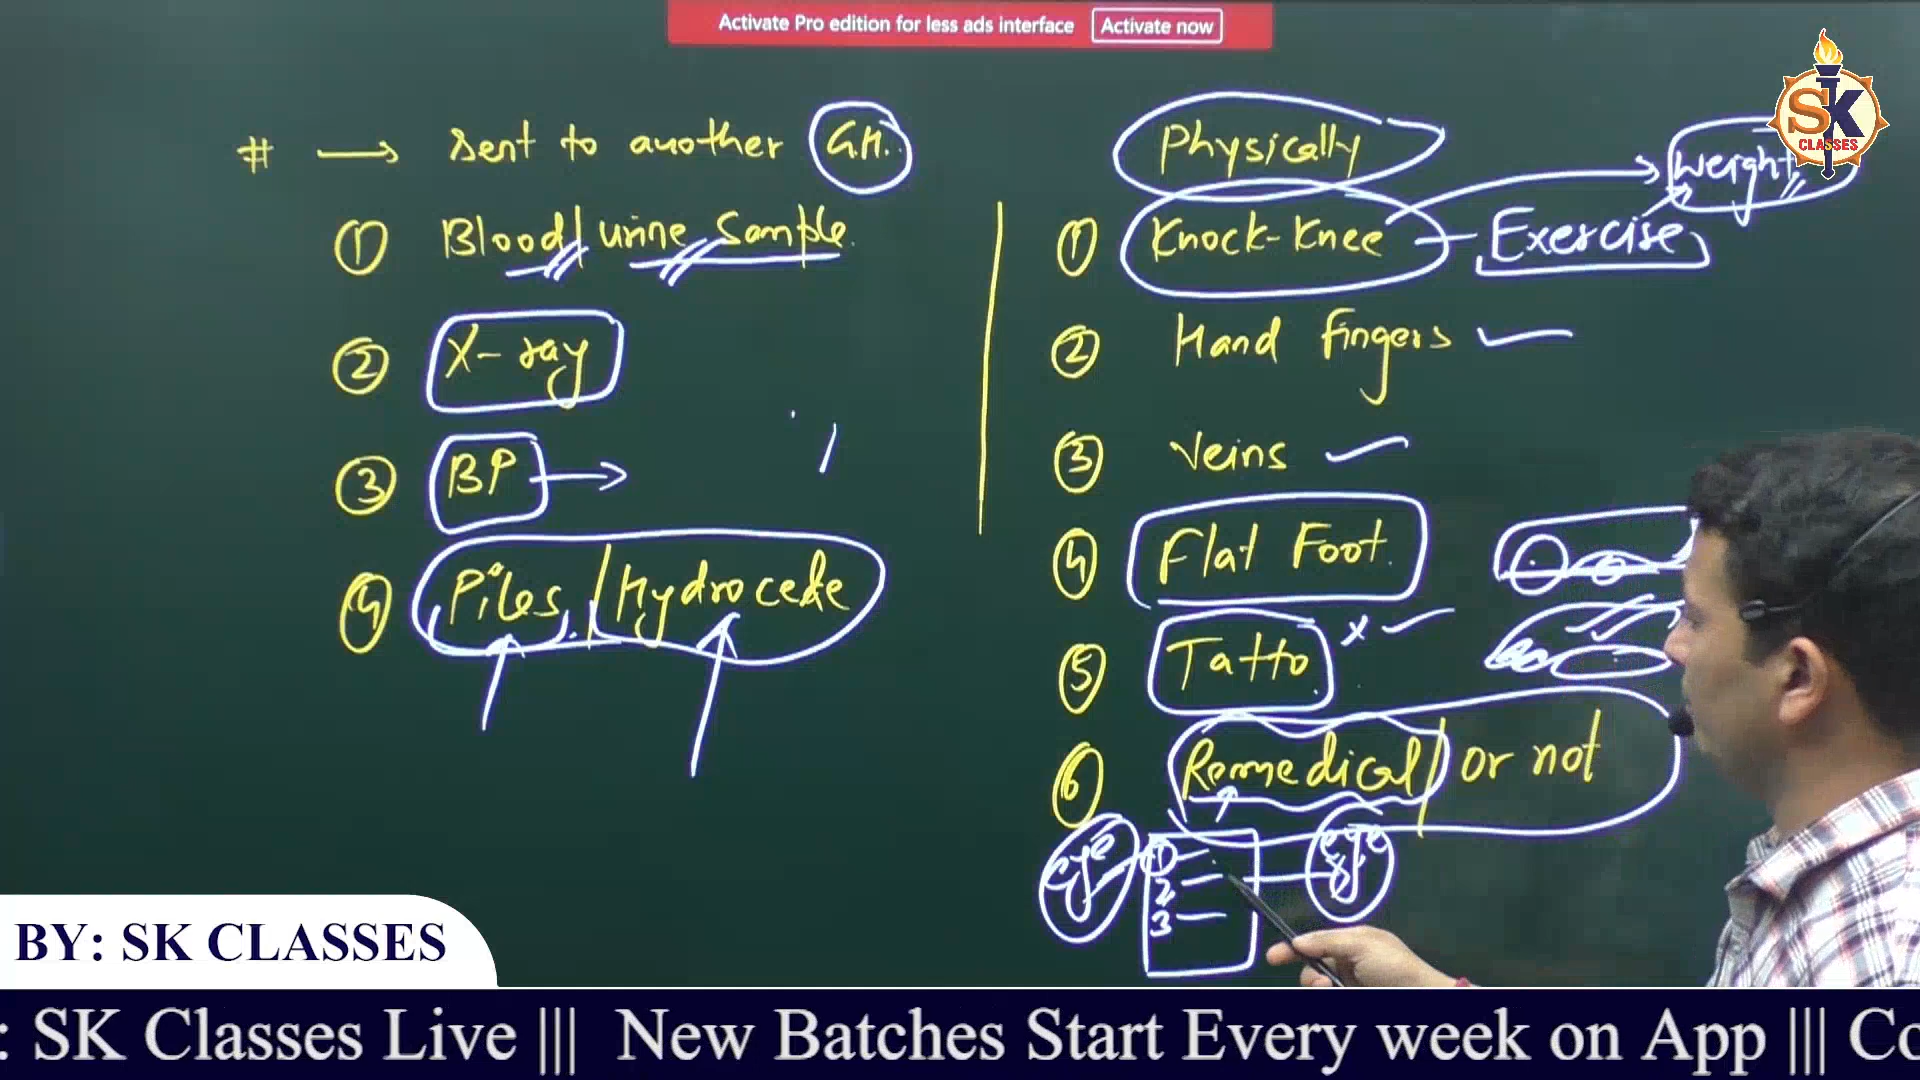 Activate Pro edition for less ads interface Activate now
SK
CLASSES
# → sent to another G.H.
① Blood/urine Sample
② X-ray
③ BP →
④ Piles/Hydrocele
Physically
① Knock-Knee - Exercise → Weight
② Hand fingers ✓
③ Veins ✓
④ Flat Foot
⑤ Tatto x ✓
⑥ Remedical/or not
eye 1 - eye
2 -
3 -
BY: SK CLASSES
: SK Classes Live ||| New Batches Start Every week on App ||| Co